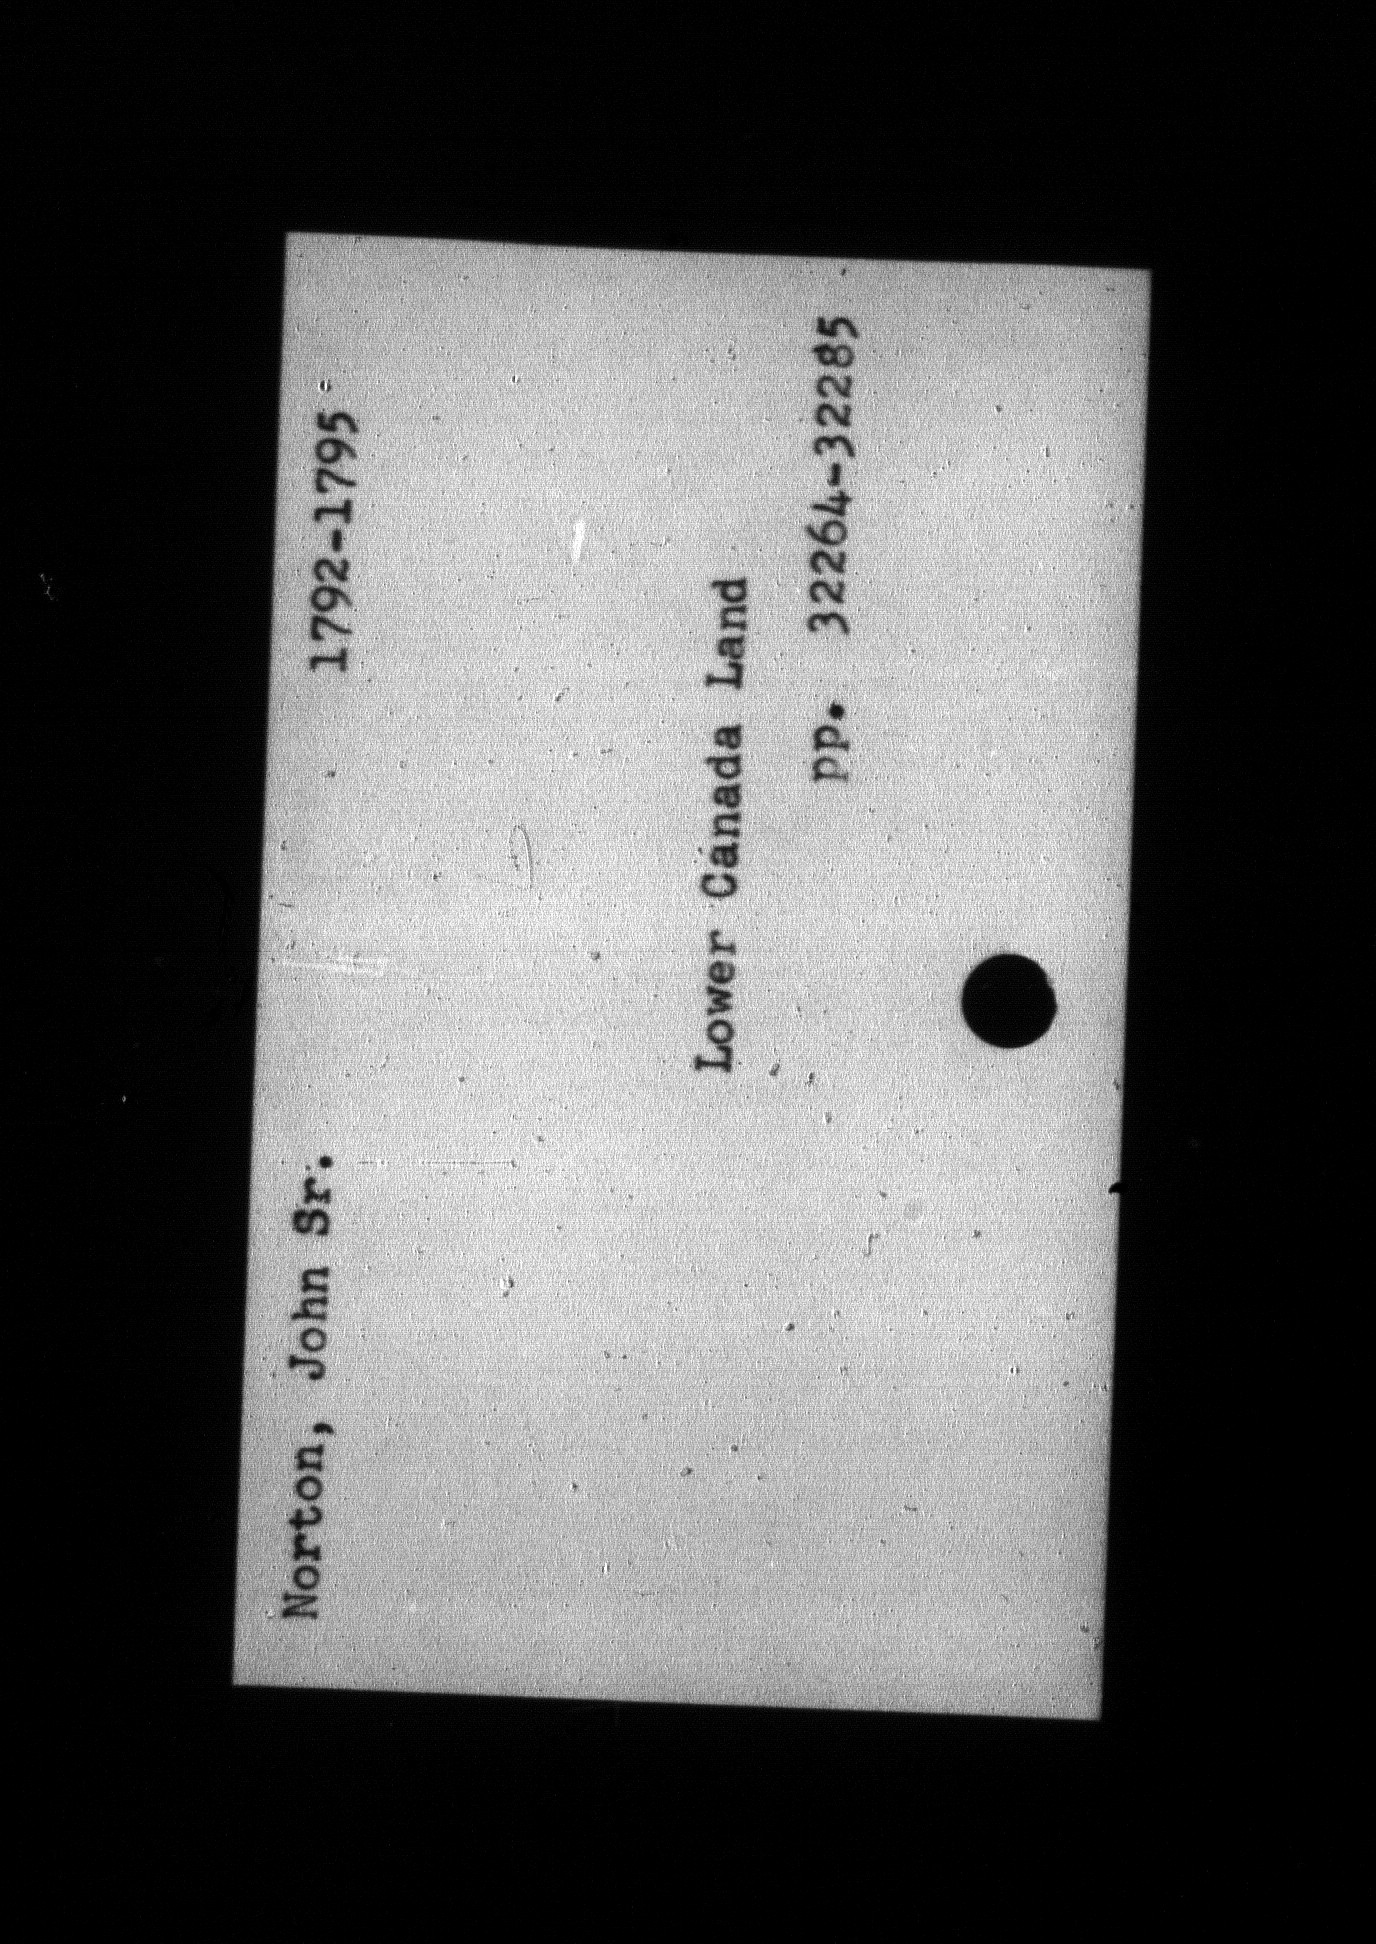 Norton, John Sr. 1792-1795
Lower Canada Land
pp. 32264-32285